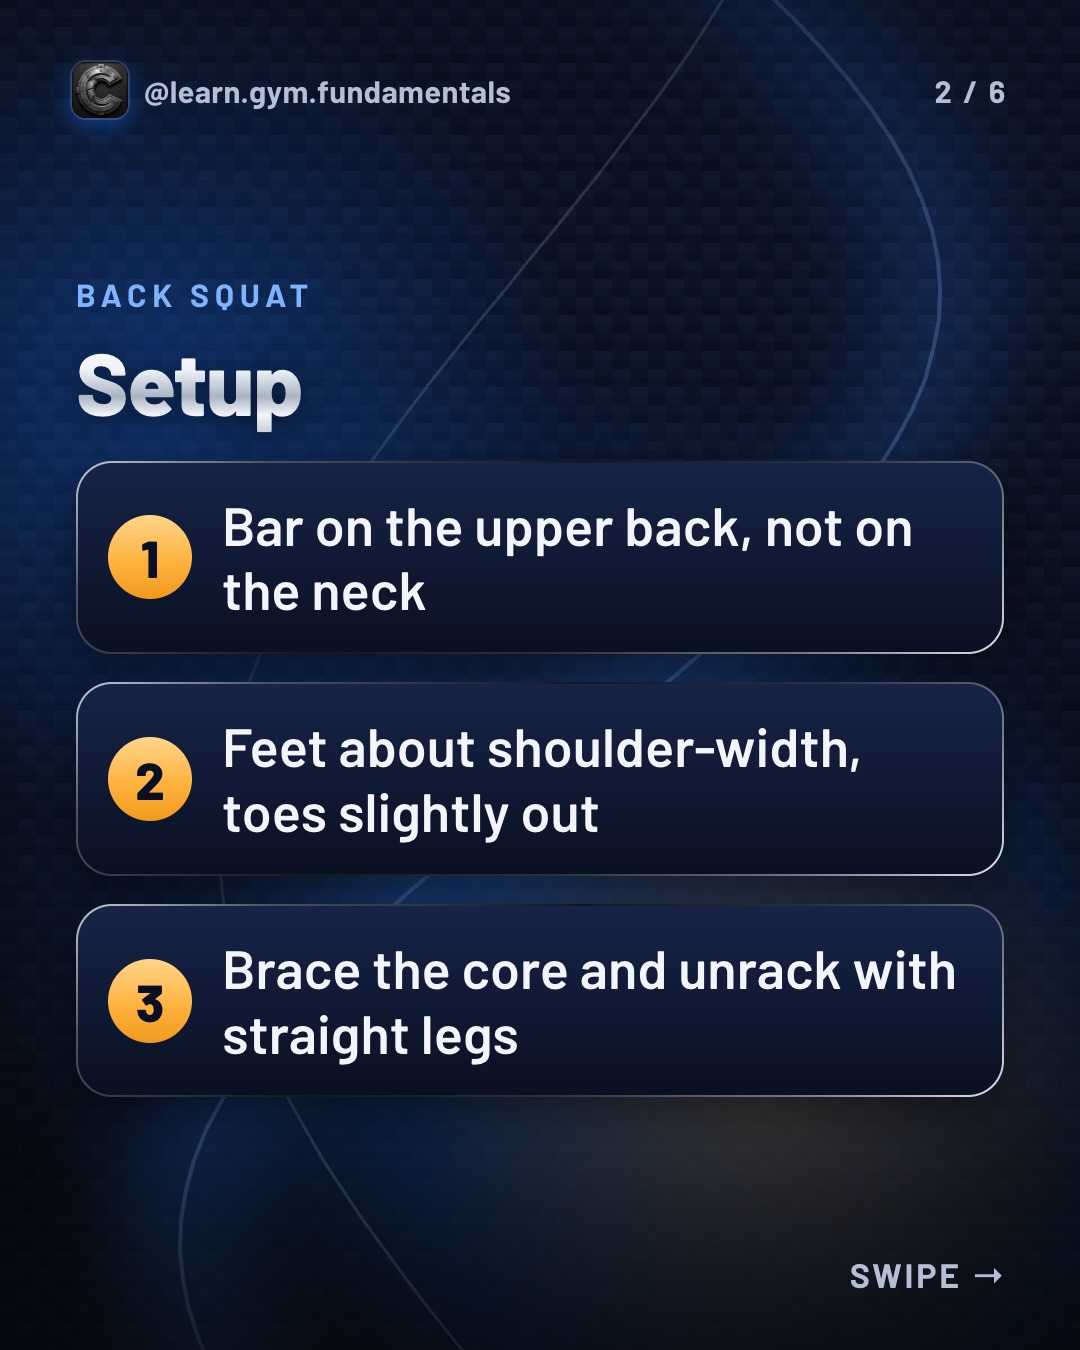 @learn.gym.fundamentals
2 / 6
BACK SQUAT
Setup
1
Bar on the upper back, not on
the neck
2
Feet about shoulder-width,
toes slightly out
3
Brace the core and unrack with
straight legs
SWIPE →